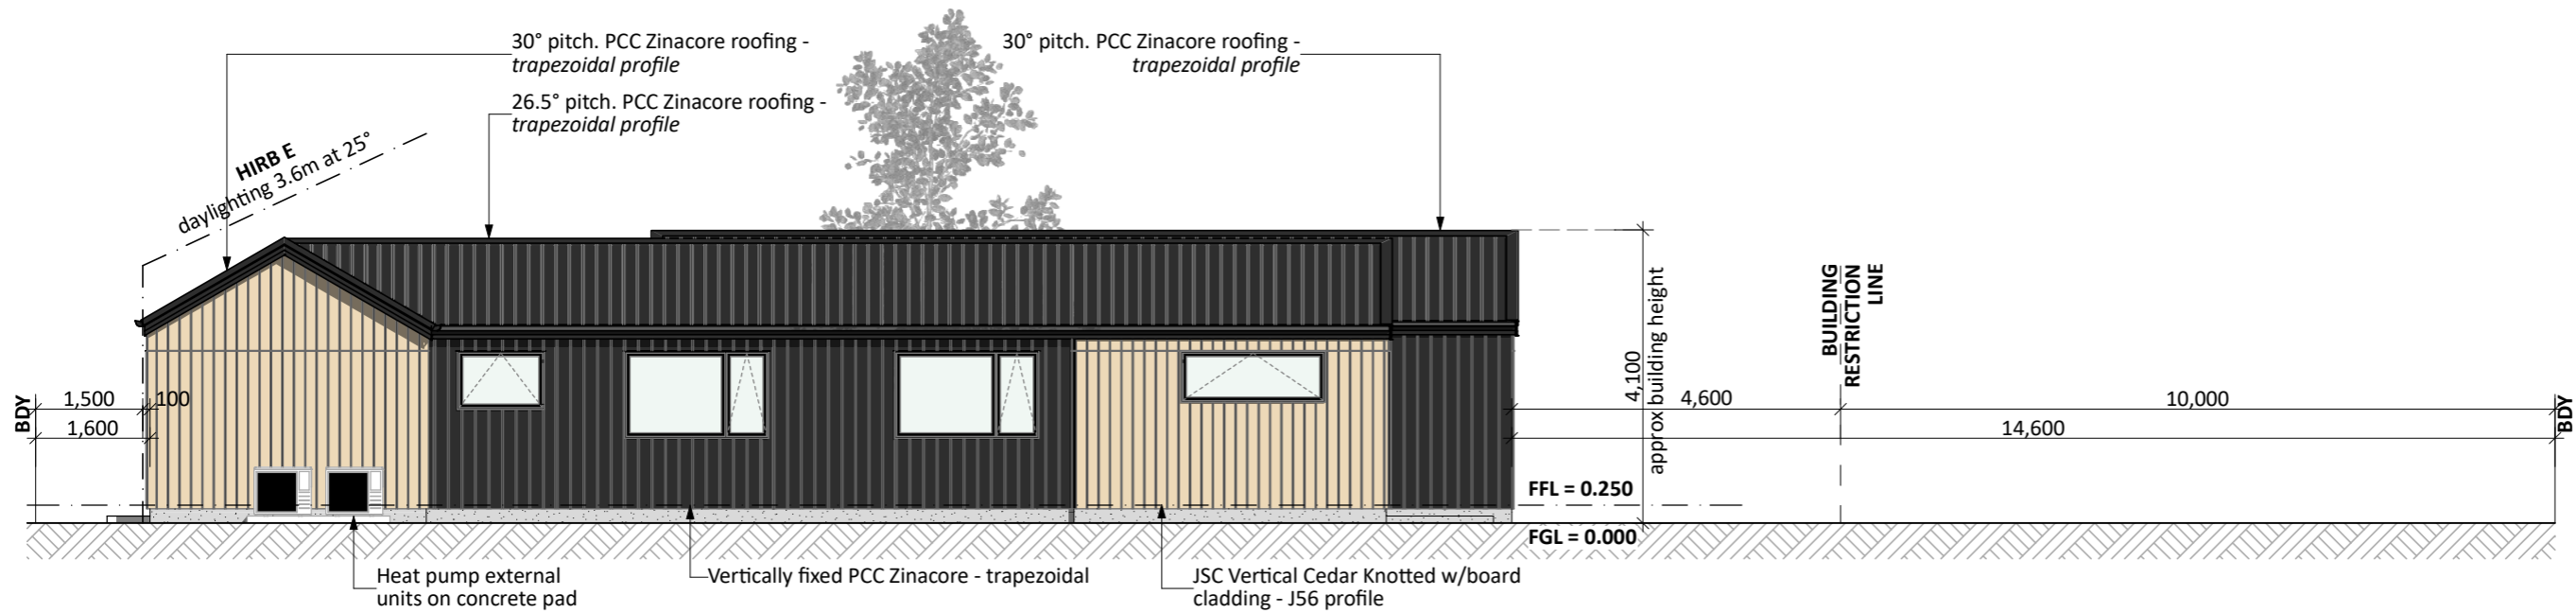 30° pitch. PCC Zinacore roofing -
trapezoidal profile
30° pitch. PCC Zinacore roofing -
trapezoidal profile
26.5° pitch. PCC Zinacore roofing -
trapezoidal profile
HIRB E
daylighting 3.6m at 25°
BUILDING
RESTRICTION
LINE
4,100
approx building height
BDY
1,500
100
1,600
4,600
10,000
14,600
BDY
FFL = 0.250
FGL = 0.000
Heat pump external
units on concrete pad
Vertically fixed PCC Zinacore - trapezoidal
JSC Vertical Cedar Knotted w/board
cladding - J56 profile